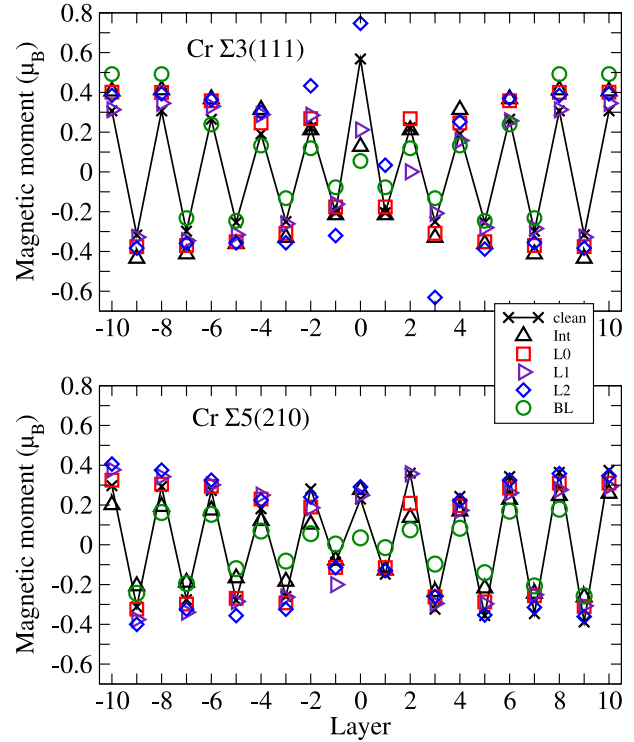 0.8
Cr Σ3(111)
0.6
0.4
0.2
0
-0.2
-0.4
-0.6
Magnetic moment (μB)
-10 -8 -6 -4 -2 0 2 4 6 8 10
clean
Int
L0
L1
L2
BL
0.8
Cr Σ5(210)
0.6
0.4
0.2
0
-0.2
-0.4
-0.6
Magnetic moment (μB)
-10 -8 -6 -4 -2 0 2 4 6 8 10
Layer